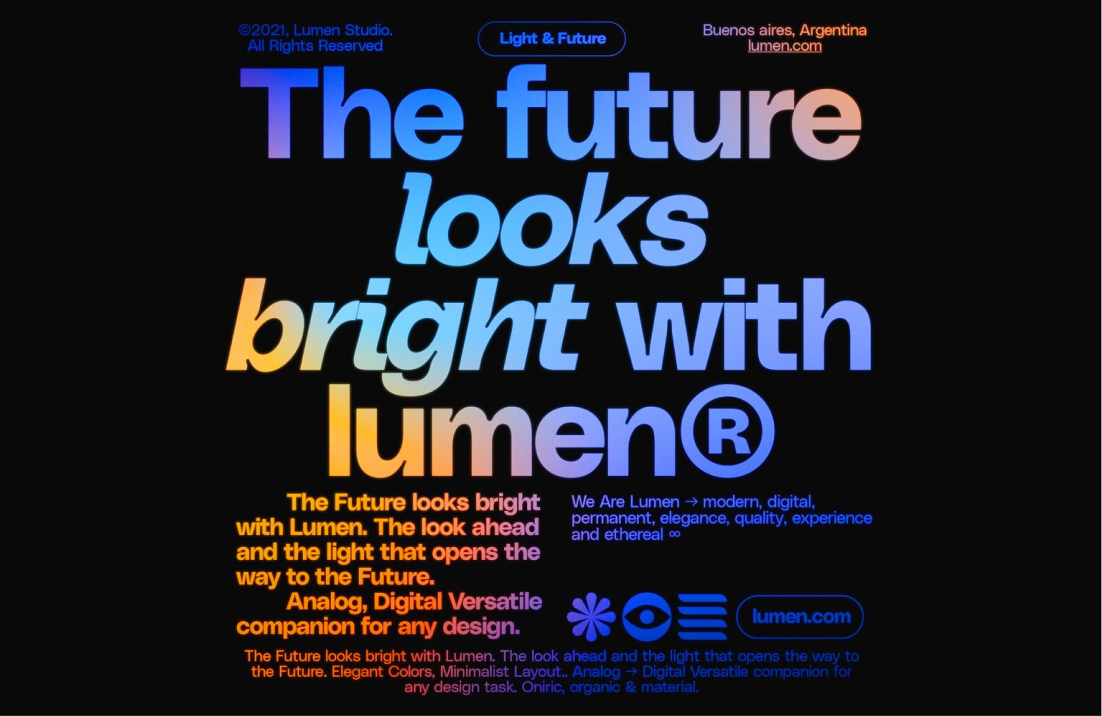 ©2021, Lumen Studio.
All Rights Reserved
Light & Future
Buenos aires, Argentina
lumen.com
The future
looks
bright with
lumen®
The Future looks bright
with Lumen. The look ahead
and the light that opens the
way to the Future.
Analog, Digital Versatile
companion for any design.
We Are Lumen → modern, digital,
permanent, elegance, quality, experience
and ethereal ∞
lumen.com
The Future looks bright with Lumen. The look ahead and the light that opens the way to
the Future. Elegant Colors, Minimalist Layout.. Analog → Digital Versatile companion for
any design task. Oniric, organic & material.